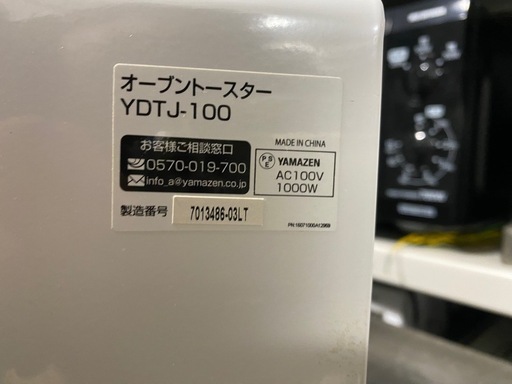 オーブントースター
YDTJ-100
お客様ご相談窓口
0570-019-700
info_a@yamazen.co.jp
MADE IN CHINA
PSE YAMAZEN
AC100V
1000W
製造番号 7013486-03LT